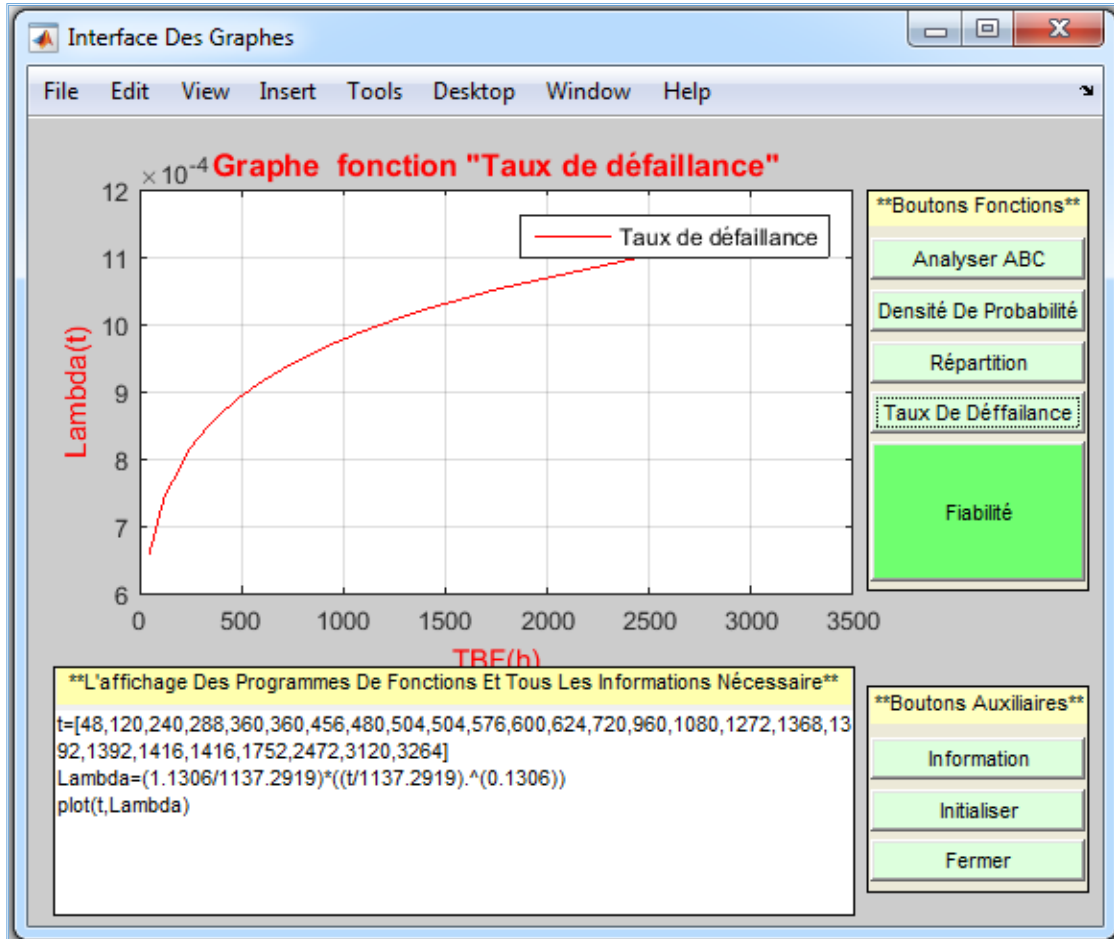 Interface Des Graphes
File Edit View Insert Tools Desktop Window Help
×10-4 Graphe fonction "Taux de défaillance"
Taux de défaillance
12
11
10
9
8
7
6
Lambda(t)
0 500 1000 1500 2000 2500 3000 3500
TBF(h)
**Boutons Fonctions**
Analyser ABC
Densité De Probabilité
Répartition
Taux De Déffailance
Fiabilité
**L'affichage Des Programmes De Fonctions Et Tous Les Informations Nécessaire**
t=[48,120,240,288,360,360,456,480,504,504,576,600,624,720,960,1080,1272,1368,13
92,1392,1416,1416,1752,2472,3120,3264]
Lambda=(1.1306/1137.2919)*((t/1137.2919).^(0.1306))
plot(t,Lambda)
**Boutons Auxiliaires**
Information
Initialiser
Fermer